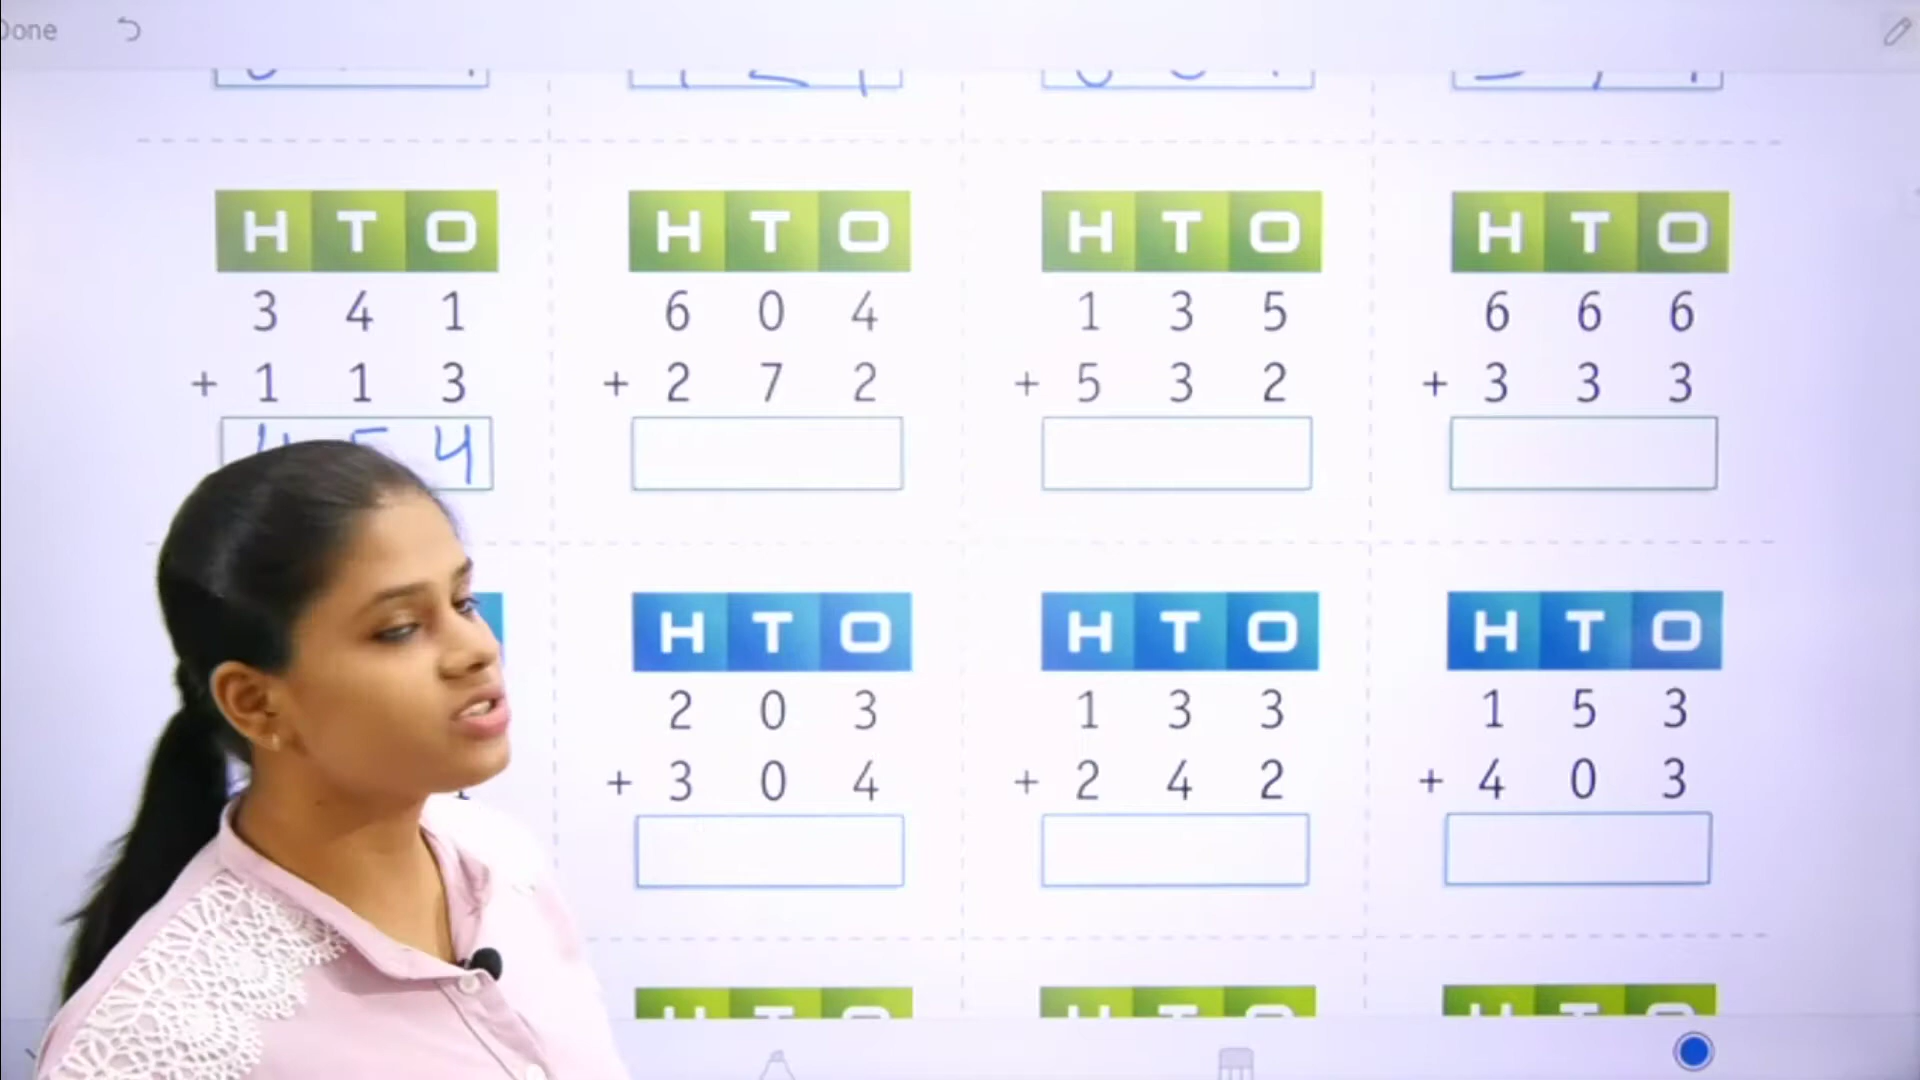 Done
H T O H T O H T O H T O
3 4 1 6 0 4 1 3 5 6 6 6
+ 1 1 3 + 2 7 2 + 5 3 2 + 3 3 3
4 5 4
H T O H T O H T O
2 0 3 1 3 3 1 5 3
+ 3 0 4 + 2 4 2 + 4 0 3
H T O H T O H T O